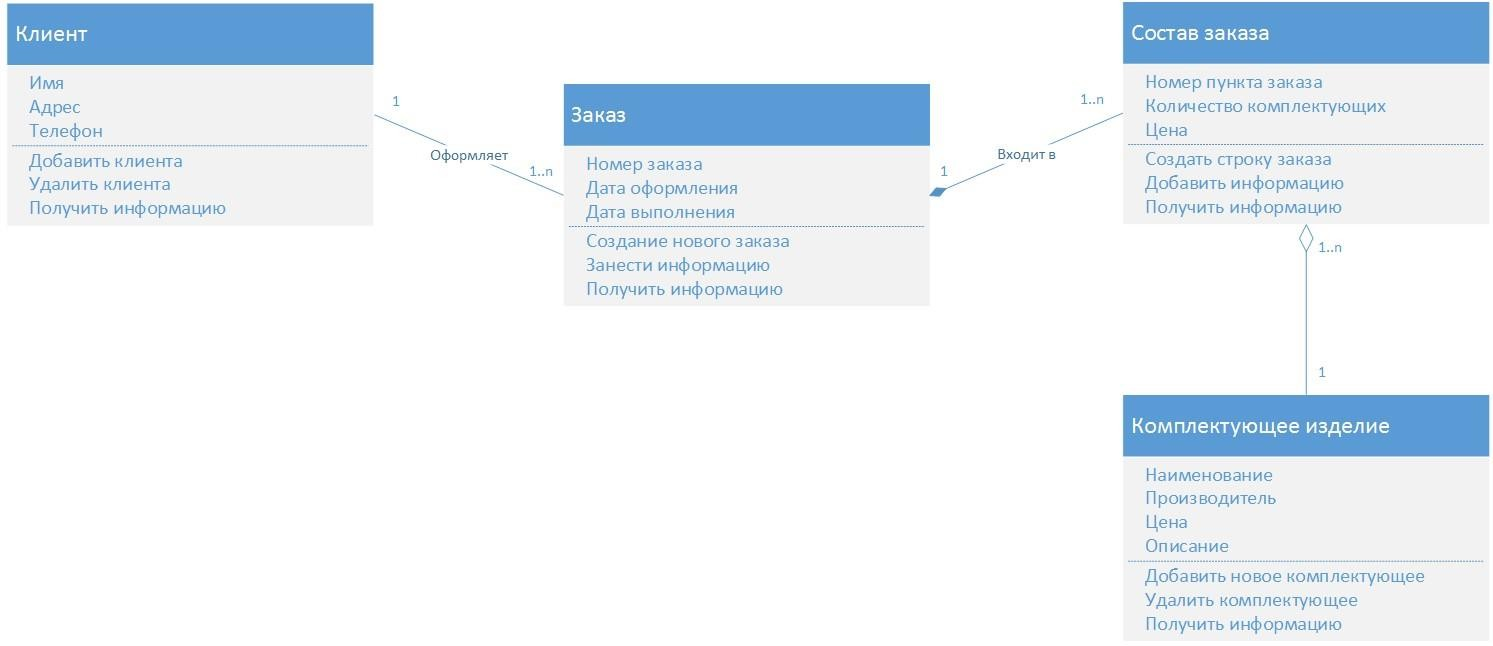 Клиент
Имя
Адрес
Телефон
Добавить клиента
Удалить клиента
Получить информацию
1
Оформляет
1..n
Заказ
Номер заказа
Дата оформления
Дата выполнения
Создание нового заказа
Занести информацию
Получить информацию
1
Входит в
1..n
Состав заказа
Номер пункта заказа
Количество комплектующих
Цена
Создать строку заказа
Добавить информацию
Получить информацию
1..n
1
Комплектующее изделие
Наименование
Производитель
Цена
Описание
Добавить новое комплектующее
Удалить комплектующее
Получить информацию